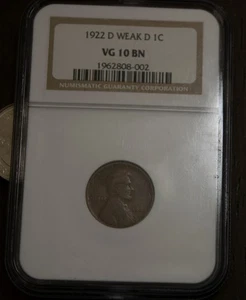 1922 D WEAK D 1C
VG 10 BN
1962808-002
NUMISMATIC GUARANTY CORPORATION